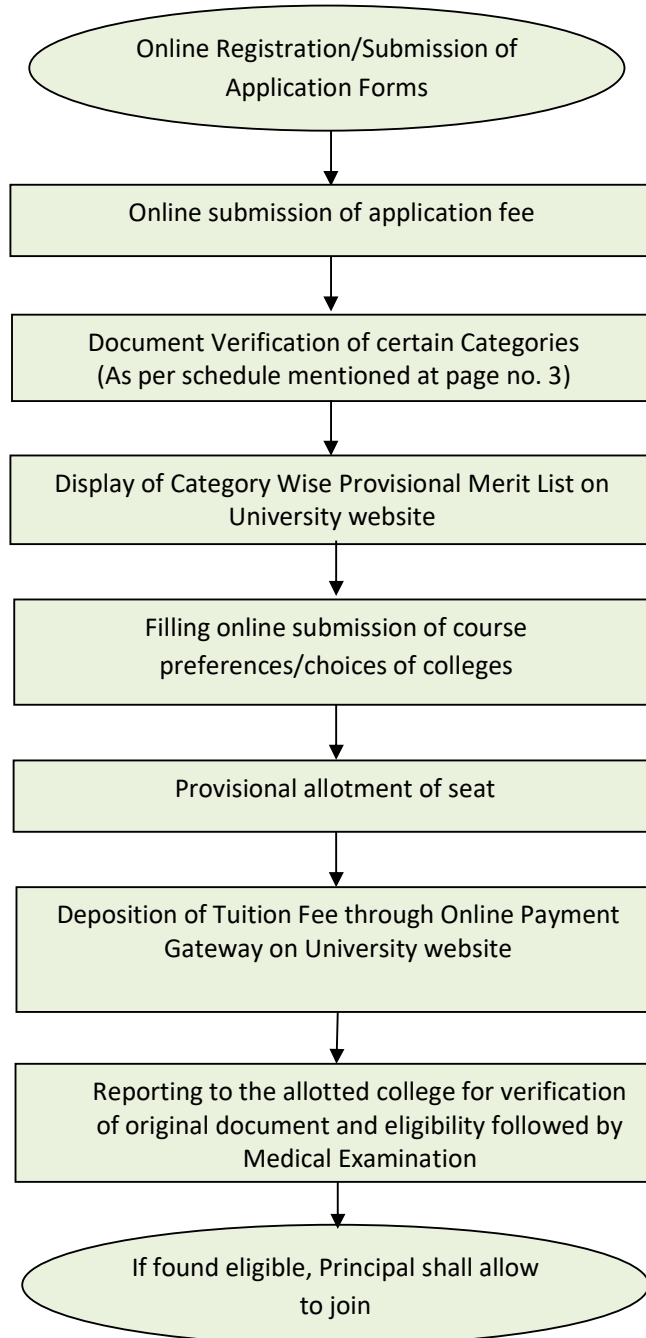 Online Registration/Submission of
Application Forms
Online submission of application fee
Document Verification of certain Categories
(As per schedule mentioned at page no. 3)
Display of Category Wise Provisional Merit List on
University website
Filling online submission of course
preferences/choices of colleges
Provisional allotment of seat
Deposition of Tuition Fee through Online Payment
Gateway on University website
Reporting to the allotted college for verification
of original document and eligibility followed by
Medical Examination
If found eligible, Principal shall allow
to join